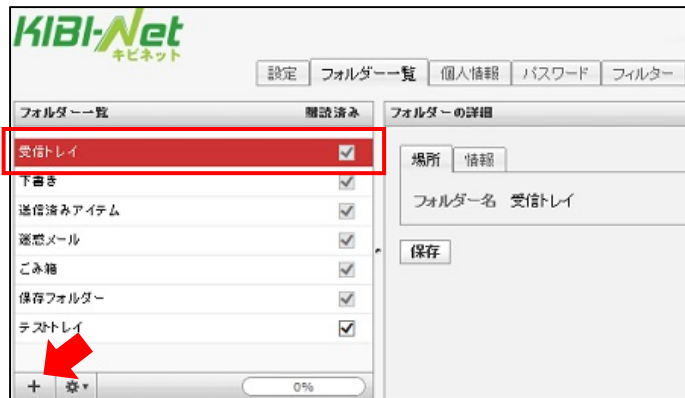 KIBI-Net
キビネット
設定 フォルダー一覧 個人情報 パスワード フィルター
フォルダー一覧 購読済み フォルダーの詳細
受信トレイ
場所 情報
下書き
フォルダー名 受信トレイ
送信済みアイテム
迷惑メール
保存
ごみ箱
保存フォルダー
テストトレイ
+ 0%